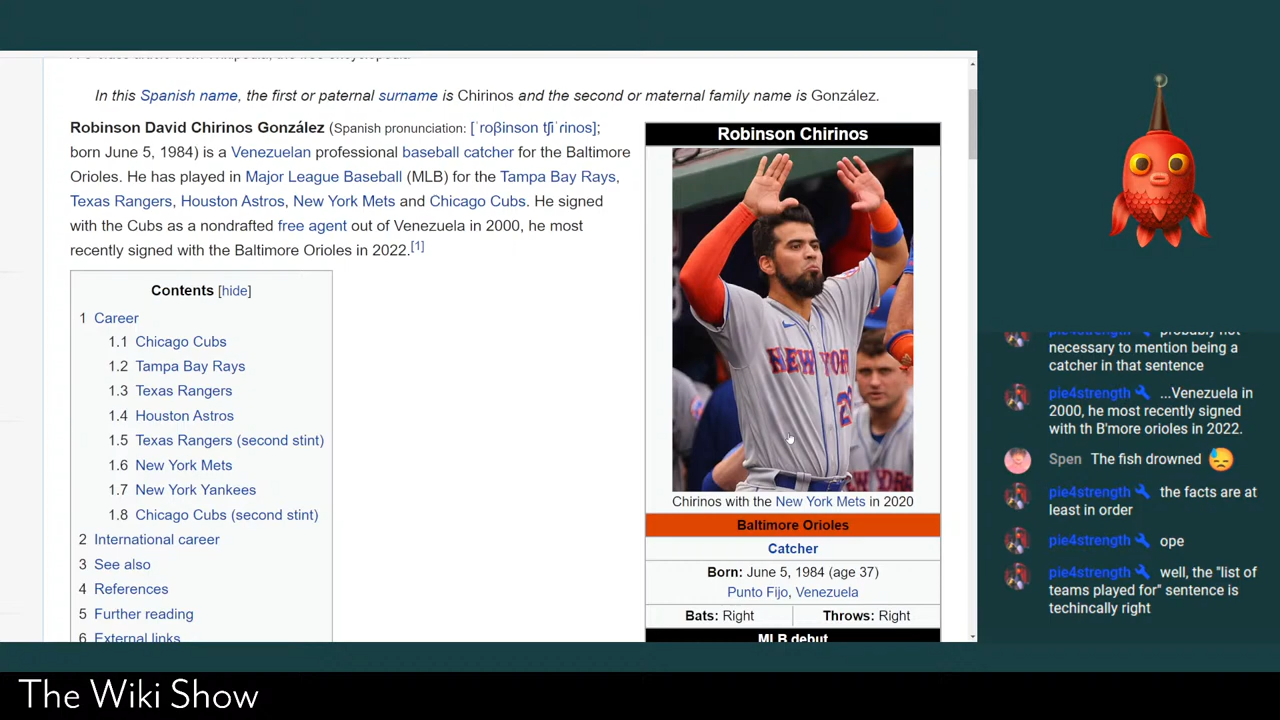 In this Spanish name, the first or paternal surname is Chirinos and the second or maternal family name is González.
Robinson David Chirinos González (Spanish pronunciation: [ˈroβinson tʃiˈɾinos];
born June 5, 1984) is a Venezuelan professional baseball catcher for the Baltimore
Orioles. He has played in Major League Baseball (MLB) for the Tampa Bay Rays,
Texas Rangers, Houston Astros, New York Mets and Chicago Cubs. He signed
with the Cubs as a nondrafted free agent out of Venezuela in 2000, he most
recently signed with the Baltimore Orioles in 2022.[1]
Contents [hide]
1 Career
1.1 Chicago Cubs
1.2 Tampa Bay Rays
1.3 Texas Rangers
1.4 Houston Astros
1.5 Texas Rangers (second stint)
1.6 New York Mets
1.7 New York Yankees
1.8 Chicago Cubs (second stint)
2 International career
3 See also
4 References
5 Further reading
6 External links
Robinson Chirinos
NEW YORK
Chirinos with the New York Mets in 2020
Baltimore Orioles
Catcher
Born: June 5, 1984 (age 37)
Punto Fijo, Venezuela
Bats: Right Throws: Right
MLB debut
pie4strength probably not
necessary to mention being a
catcher in that sentence
pie4strength ...Venezuela in
2000, he most recently signed
with th B'more orioles in 2022.
Spen The fish drowned 😓
pie4strength the facts are at
least in order
pie4strength ope
pie4strength well, the "list of
teams played for" sentence is
techincally right
The Wiki Show